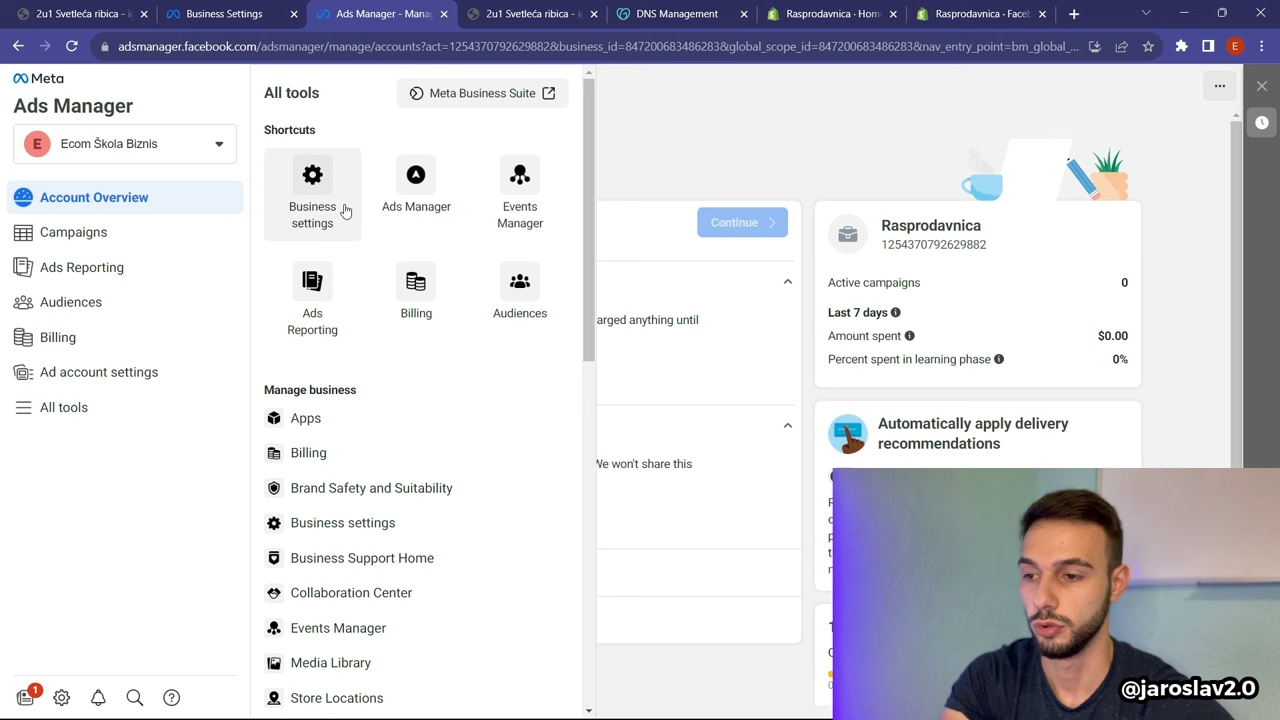 2u1 Svetleća ribica - ig
Business Settings
Ads Manager - Manag
2u1 Svetleća ribica - ig
DNS Management
Rasprodavnica · Home
Rasprodavnica · Faceb
adsmanager.facebook.com/adsmanager/manage/accounts?act=1254370792629882&business_id=847200683486283&global_scope_id=847200683486283&nav_entry_point=bm_global_...
E
Meta
Ads Manager
E Ecom Škola Biznis
Account Overview
Campaigns
Ads Reporting
Audiences
Billing
Ad account settings
All tools
1
All tools
Meta Business Suite
Shortcuts
Business settings
Ads Manager
Events Manager
Ads Reporting
Billing
Audiences
Manage business
Apps
Billing
Brand Safety and Suitability
Business settings
Business Support Home
Collaboration Center
Events Manager
Media Library
Store Locations
Continue
arged anything until
We won't share this
Rasprodavnica
1254370792629882
Active campaigns 0
Last 7 days
Amount spent $0.00
Percent spent in learning phase 0%
Automatically apply delivery
recommendations
@jaroslav2.0